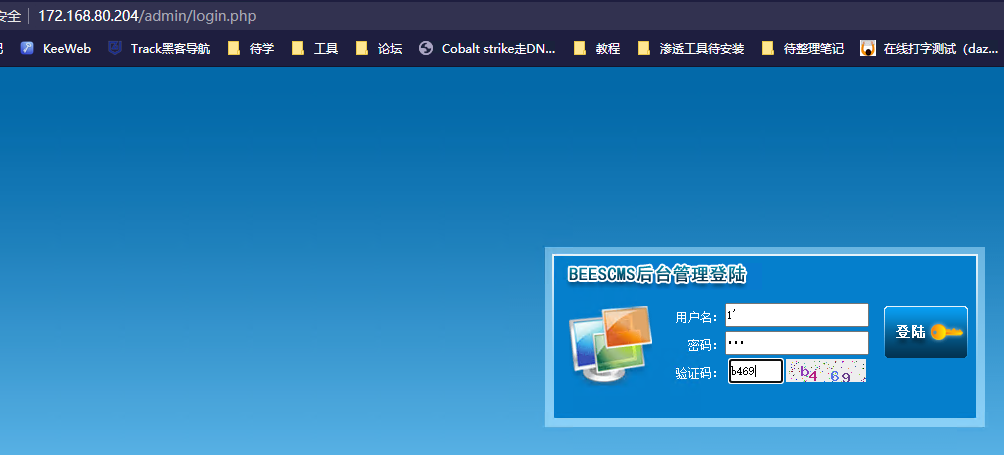 安全 172.168.80.204/admin/login.php
KeeWeb Track黑客导航 待学 工具 论坛 Cobalt strike走DN... 教程 渗透工具待安装 待整理笔记 在线打字测试（daz...
BEESCMS后台管理登陆
用户名： 1'
密码： •••
登陆
验证码： b469 b4 69